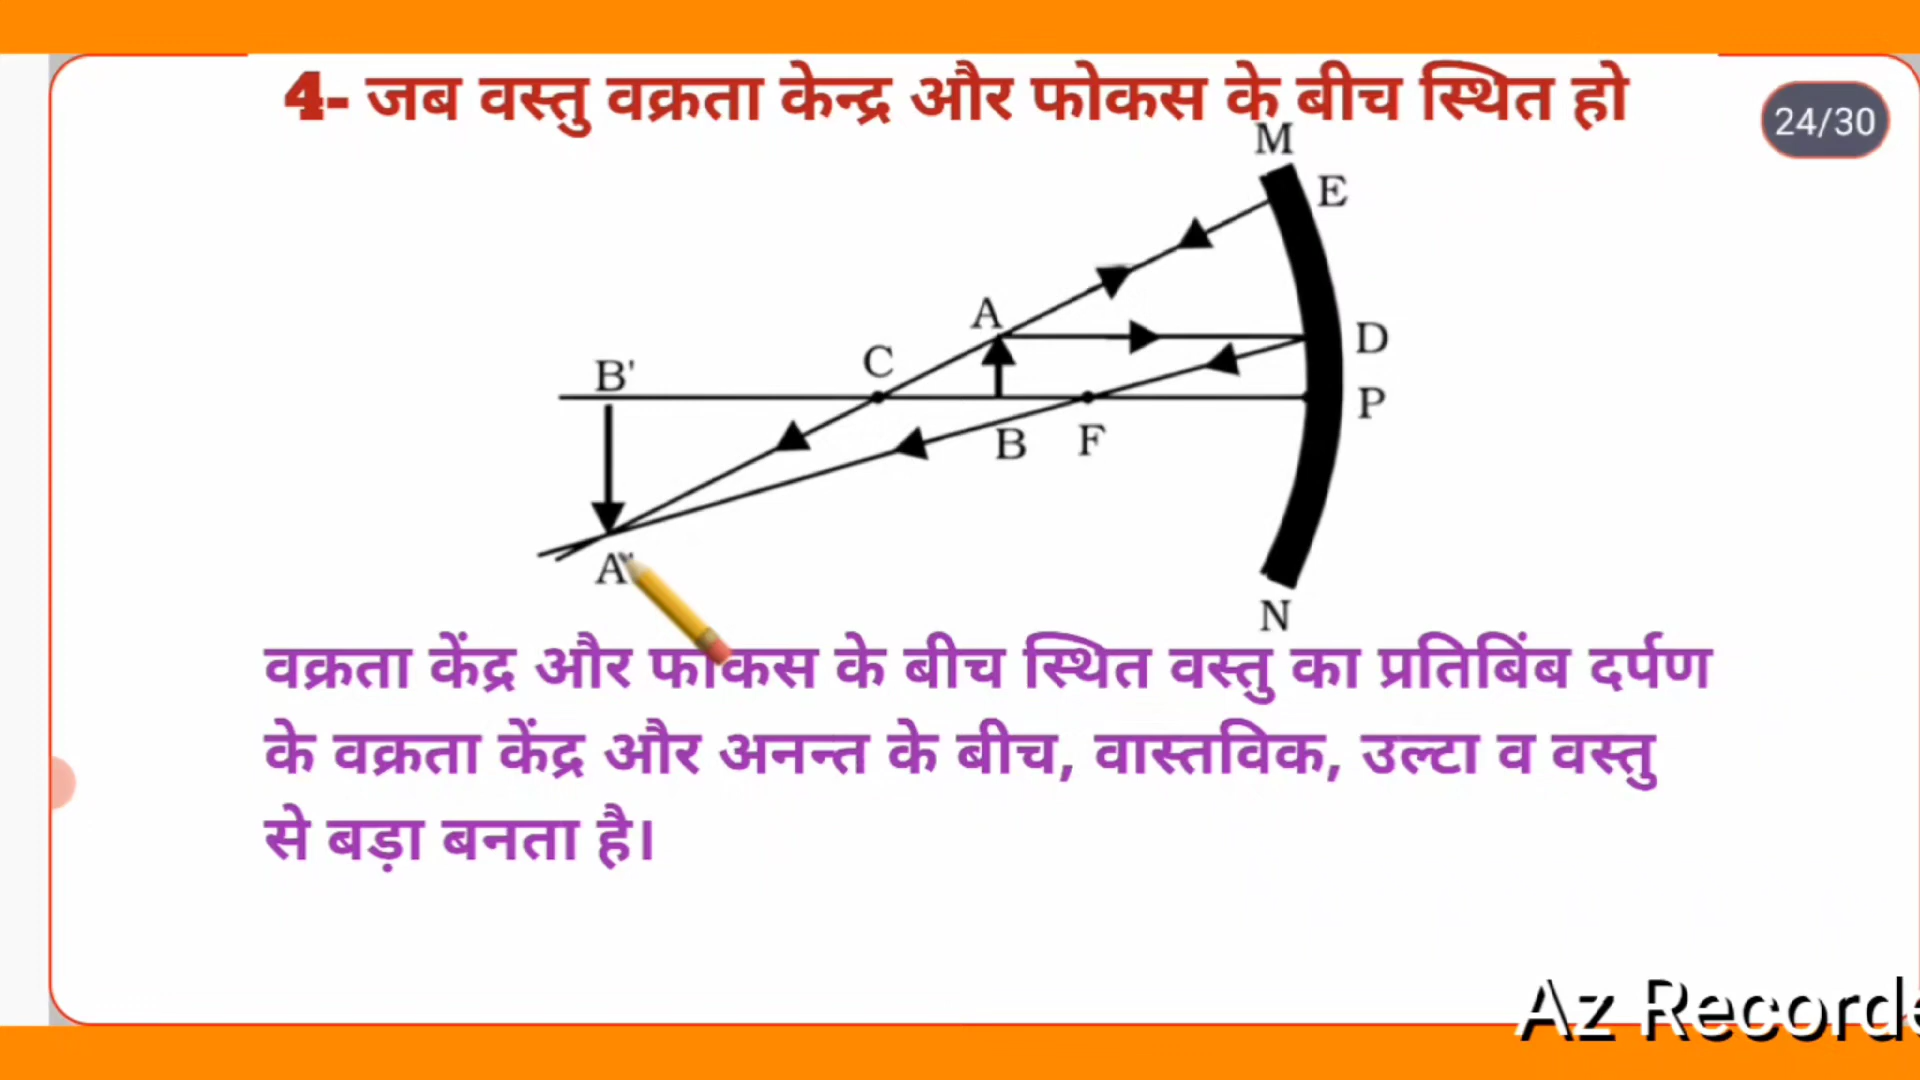 4- जब वस्तु वक्रता केन्द्र और फोकस के बीच स्थित हो
24/30
M
E
A
D
C
B'
P
B
F
A'
N
वक्रता केंद्र और फोकस के बीच स्थित वस्तु का प्रतिबिंब दर्पण
के वक्रता केंद्र और अनन्त के बीच, वास्तविक, उल्टा व वस्तु
से बड़ा बनता है।
Az Recorde